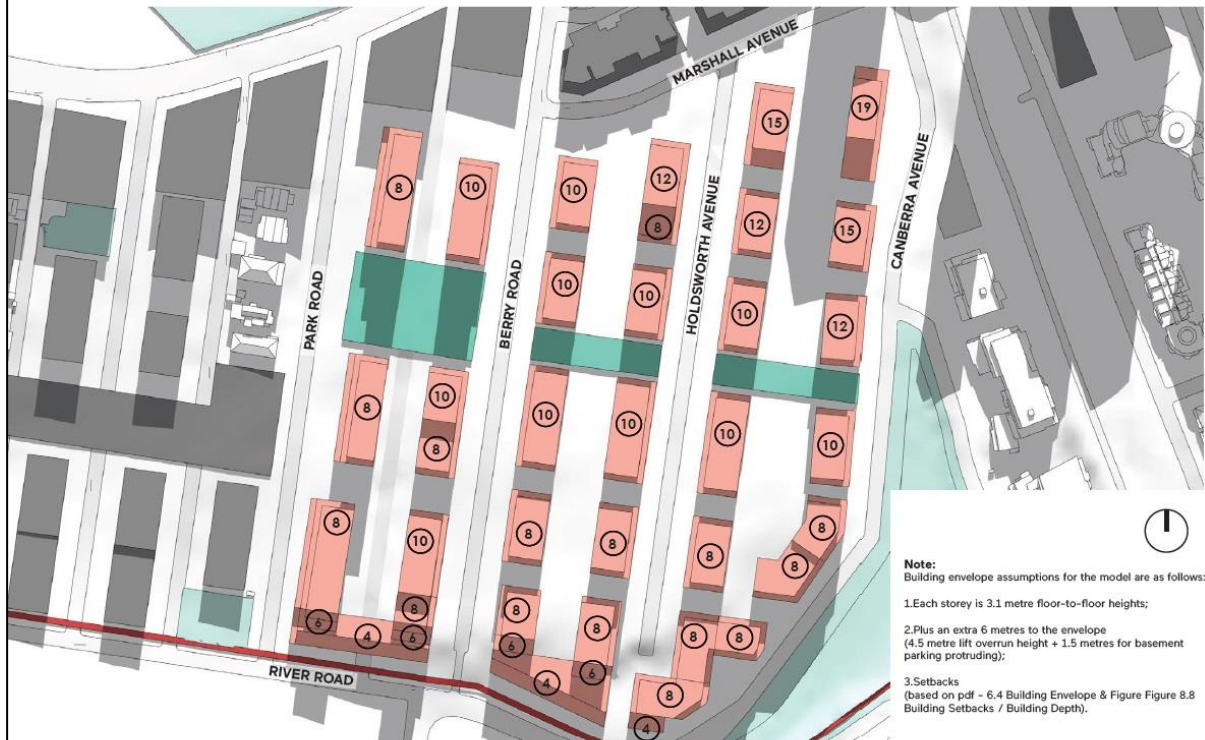 MARSHALL AVENUE
19
15
8
10
10
12
8
12
15
CANBERRA AVENUE
PARK ROAD
BERRY ROAD
HOLDSWORTH AVENUE
10
10
10
12
8
10
8
10
10
10
10
8
10
8
8
8
8
8
6
4
8
6
8
6
4
8
6
8
8
8
4
RIVER ROAD
Note:
Building envelope assumptions for the model are as follows:
1.Each storey is 3.1 metre floor-to-floor heights;
2.Plus an extra 6 metres to the envelope
(4.5 metre lift overrun height + 1.5 metres for basement
parking protruding);
3.Setbacks
(based on pdf - 6.4 Building Envelope & Figure Figure 8.8
Building Setbacks / Building Depth).